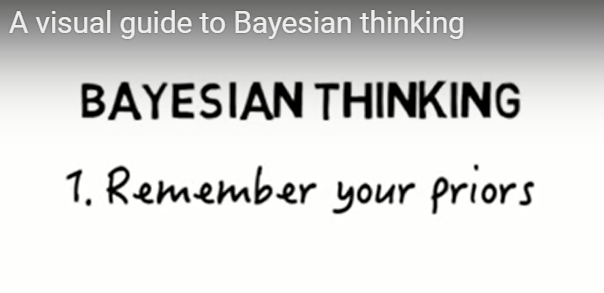 A visual guide to Bayesian thinking
BAYESIAN THINKING
1. Remember your priors